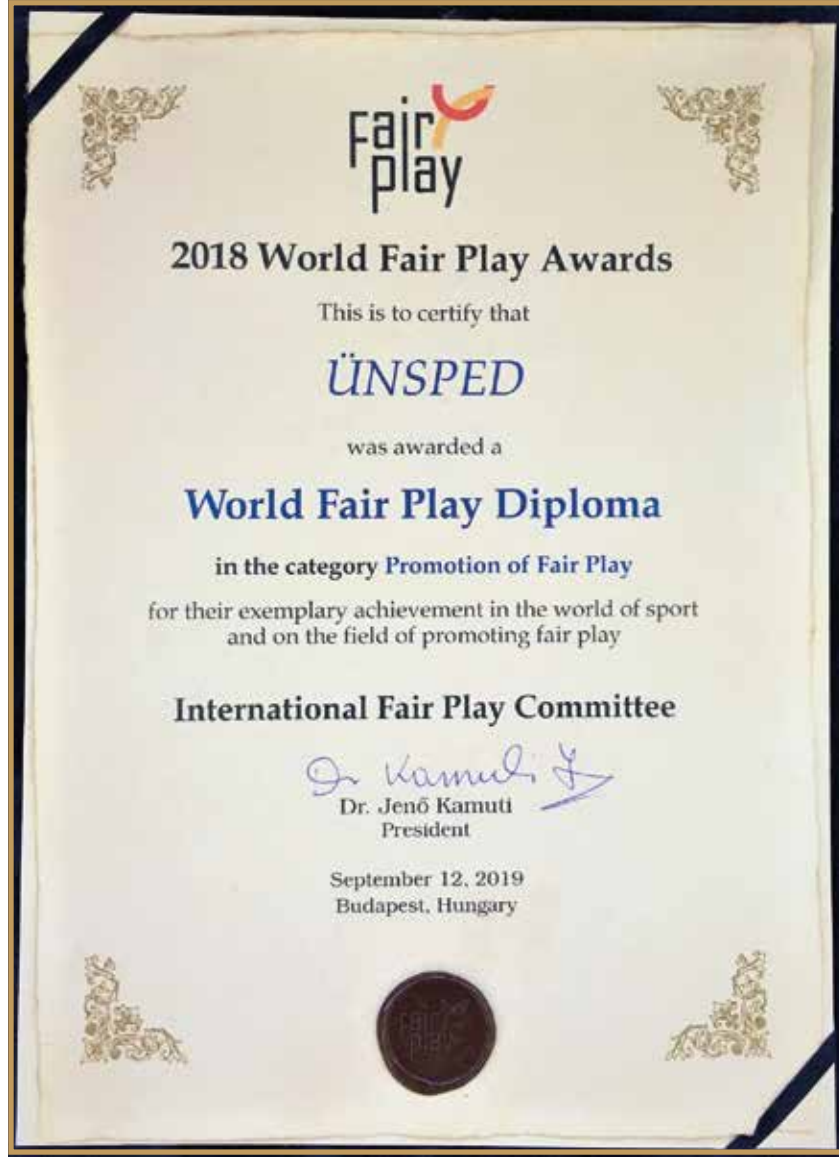 Fair
play
2018 World Fair Play Awards
This is to certify that
ÜNSPED
was awarded a
World Fair Play Diploma
in the category Promotion of Fair Play
for their exemplary achievement in the world of sport
and on the field of promoting fair play
International Fair Play Committee
Dr Kamuti J
Dr. Jenő Kamuti
President
September 12, 2019
Budapest, Hungary
Fair
play